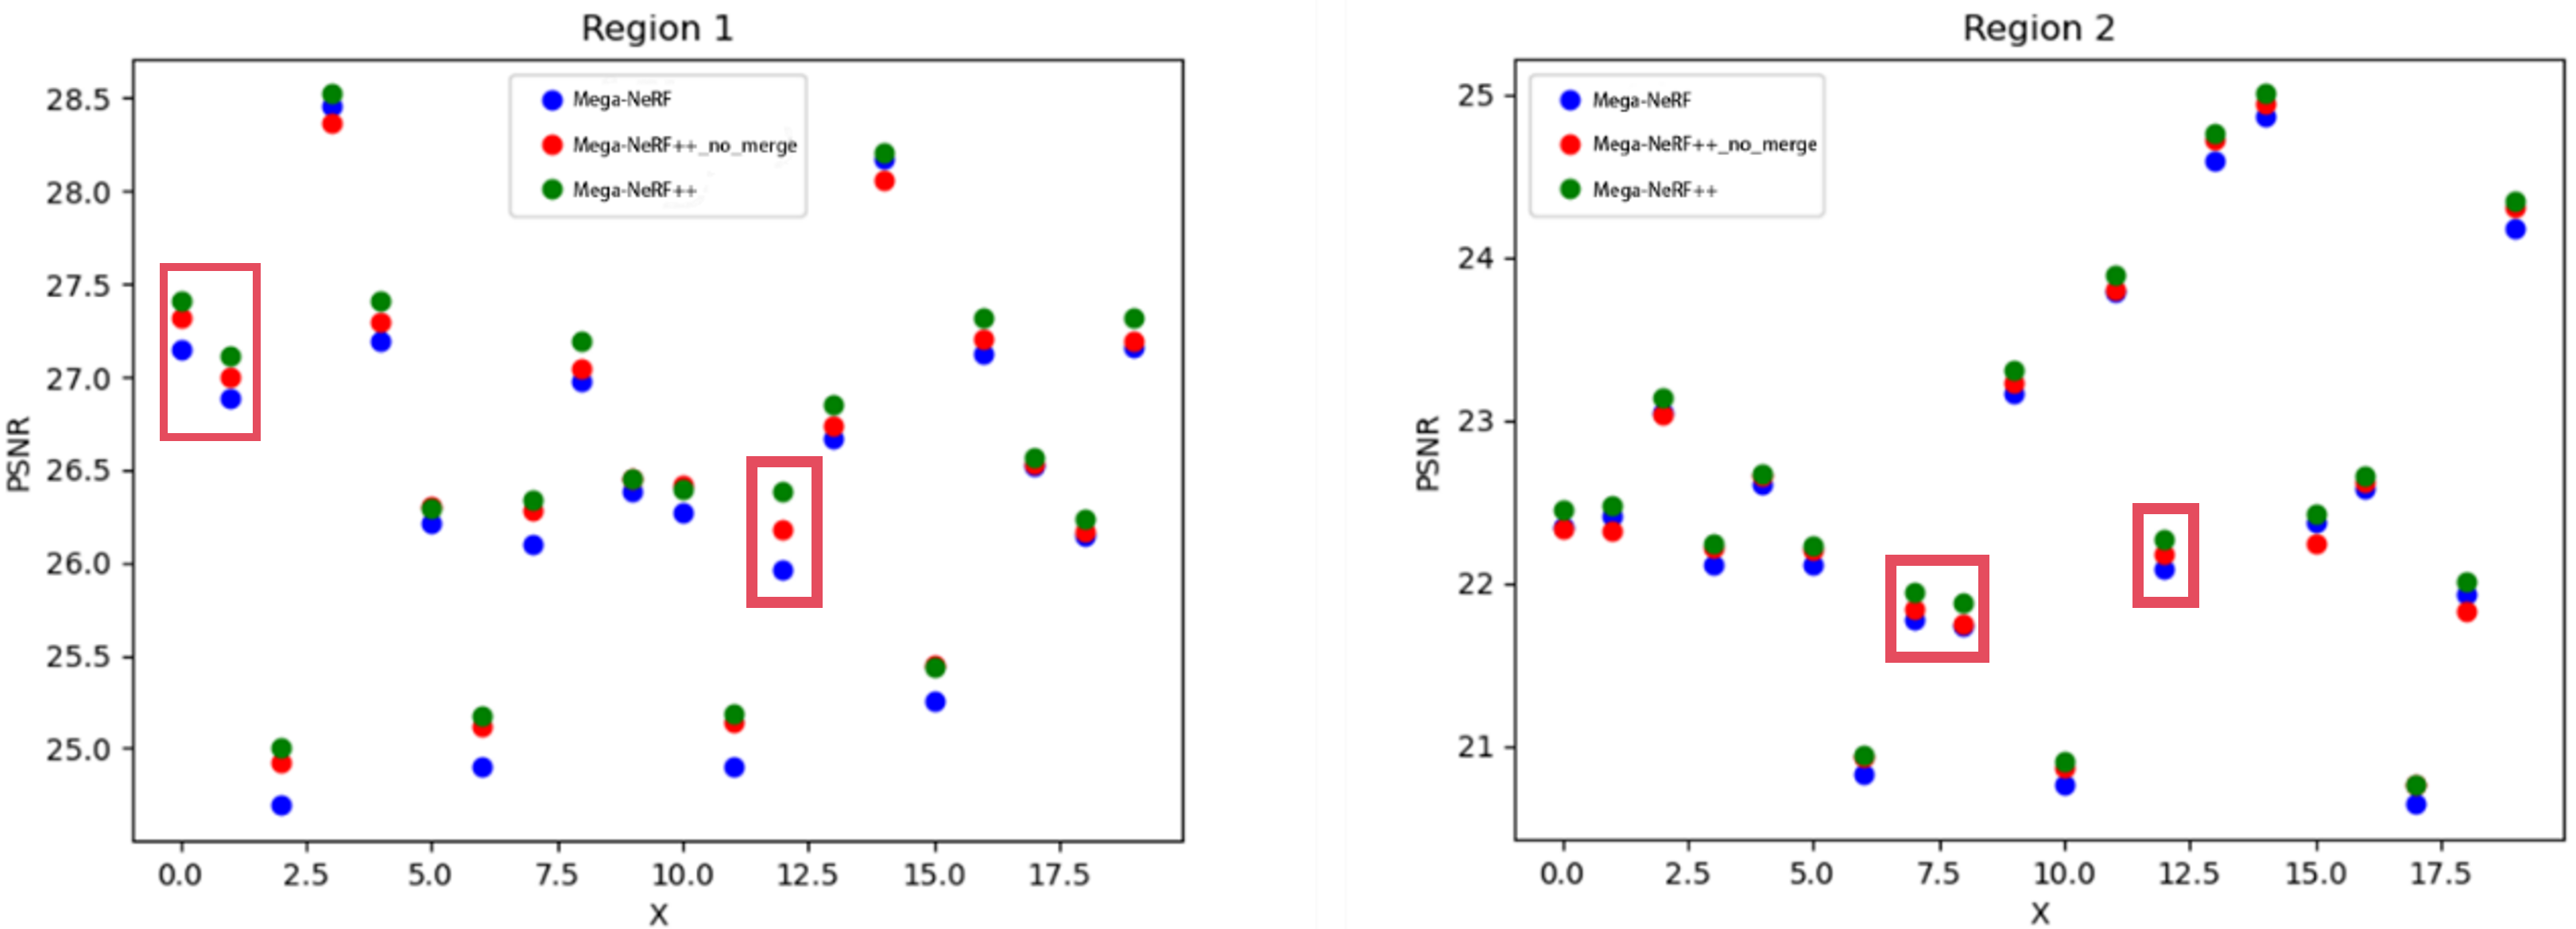 Region 1
Mega-NeRF
Mega-NeRF++_no_merge
Mega-NeRF++
28.5
28.0
27.5
27.0
26.5
26.0
25.5
25.0
PSNR
0.0 2.5 5.0 7.5 10.0 12.5 15.0 17.5
X
Region 2
Mega-NeRF
Mega-NeRF++_no_merge
Mega-NeRF++
25
24
23
22
21
PSNR
0.0 2.5 5.0 7.5 10.0 12.5 15.0 17.5
X